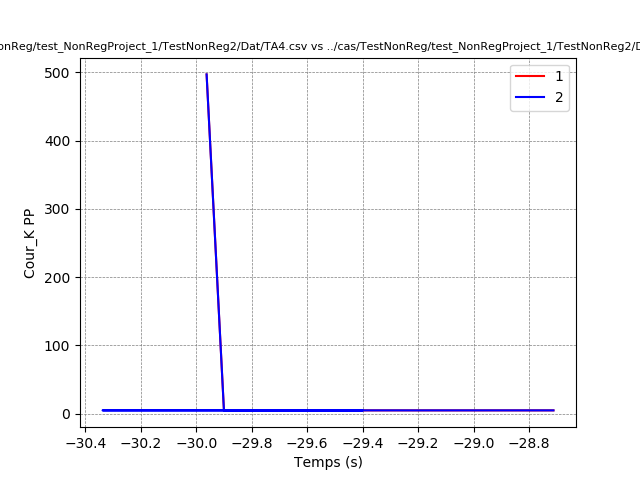 onReg/test_NonRegProject_1/TestNonReg2/Dat/TA4.csv vs ../cas/TestNonReg/test_NonRegProject_1/TestNonReg2/D
1
2
500
400
300
200
100
0
Cour_K PP
−30.4 −30.2 −30.0 −29.8 −29.6 −29.4 −29.2 −29.0 −28.8
Temps (s)